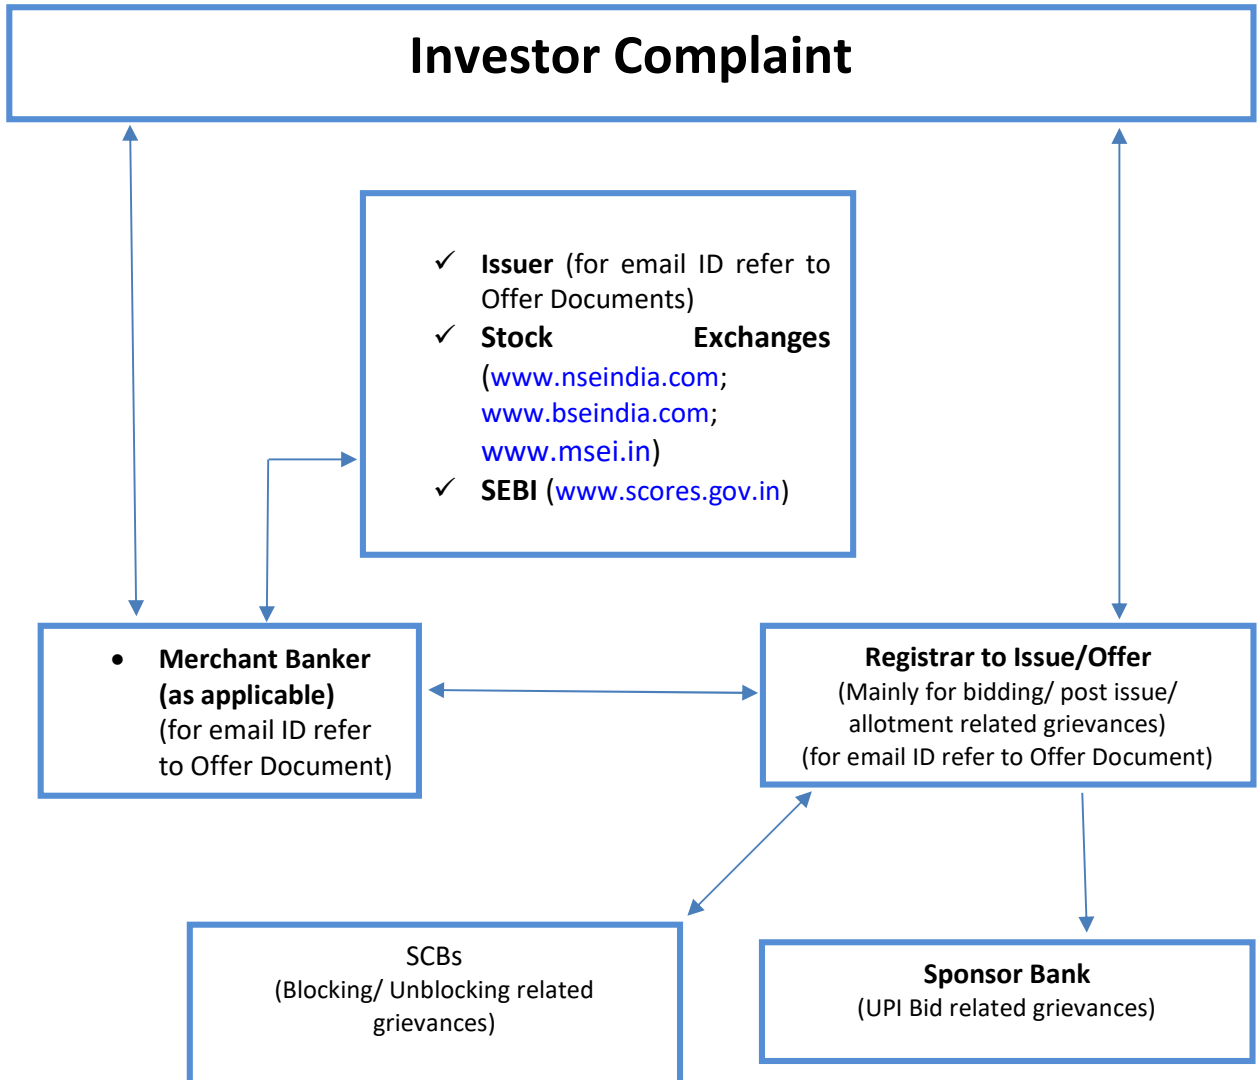 Investor Complaint
✓ Issuer (for email ID refer to
Offer Documents)
✓ Stock Exchanges
(www.nseindia.com;
www.bseindia.com;
www.msei.in)
✓ SEBI (www.scores.gov.in)
• Merchant Banker
(as applicable)
(for email ID refer
to Offer Document)
Registrar to Issue/Offer
(Mainly for bidding/ post issue/
allotment related grievances)
(for email ID refer to Offer Document)
SCBs
(Blocking/ Unblocking related
grievances)
Sponsor Bank
(UPI Bid related grievances)